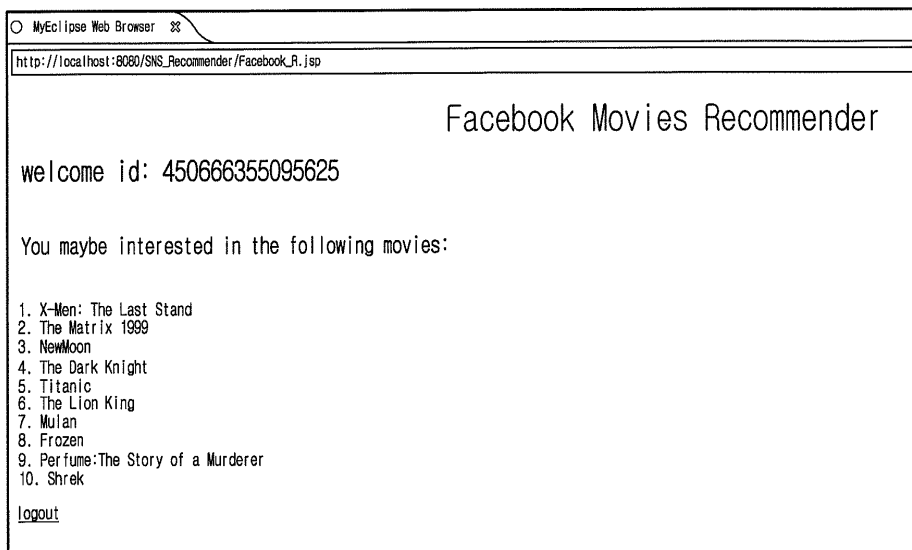 MyEclipse Web Browser
http://localhost:8080/SNS_Recommender/Facebook_R.jsp
Facebook Movies Recommender
welcome id: 450666355095625
You maybe interested in the following movies:
1. X-Men: The Last Stand
2. The Matrix 1999
3. NewMoon
4. The Dark Knight
5. Titanic
6. The Lion King
7. Mulan
8. Frozen
9. Perfume:The Story of a Murderer
10. Shrek
logout